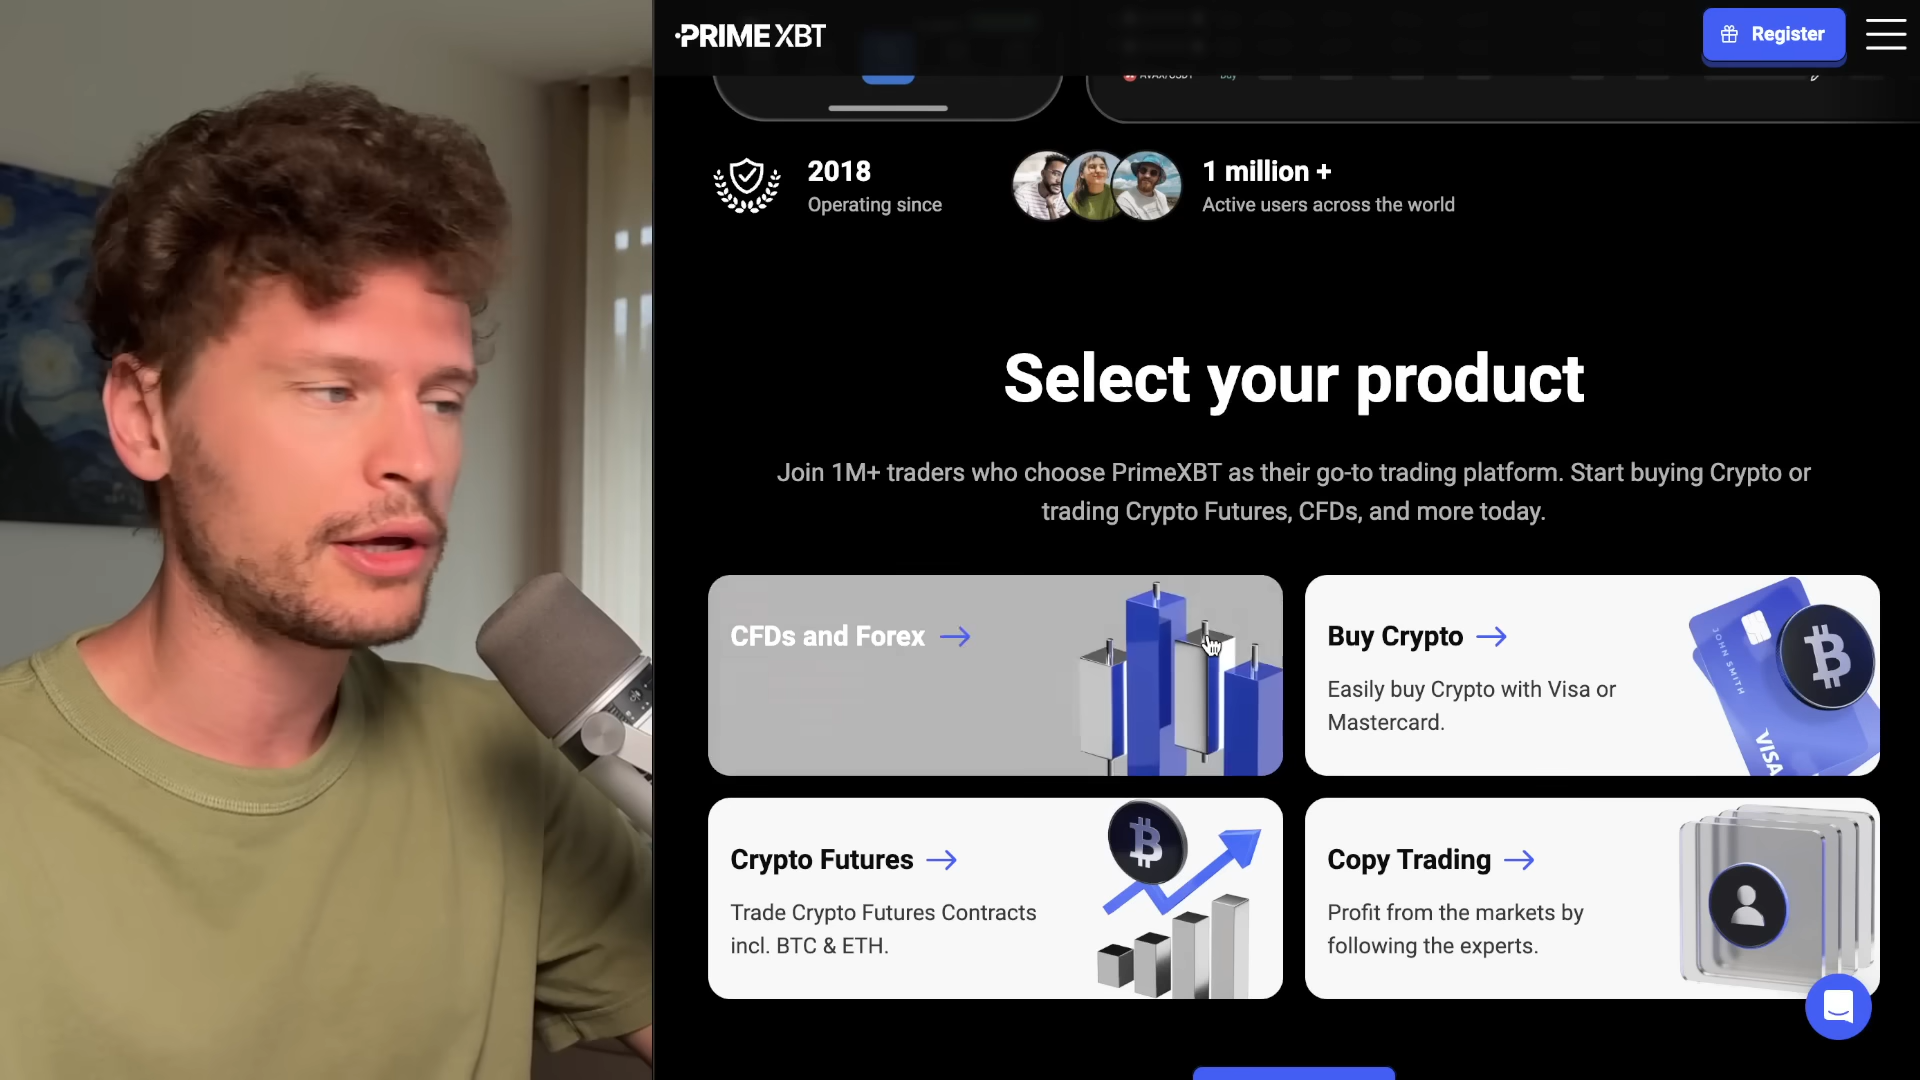 PRIME XBT
Register
AVAX/USDT Buy
2018
Operating since
1 million +
Active users across the world
Select your product
Join 1M+ traders who choose PrimeXBT as their go-to trading platform. Start buying Crypto or
trading Crypto Futures, CFDs, and more today.
CFDs and Forex
Buy Crypto
Easily buy Crypto with Visa or
Mastercard.
JOHN SMITH
VISA
Crypto Futures
Trade Crypto Futures Contracts
incl. BTC & ETH.
Copy Trading
Profit from the markets by
following the experts.